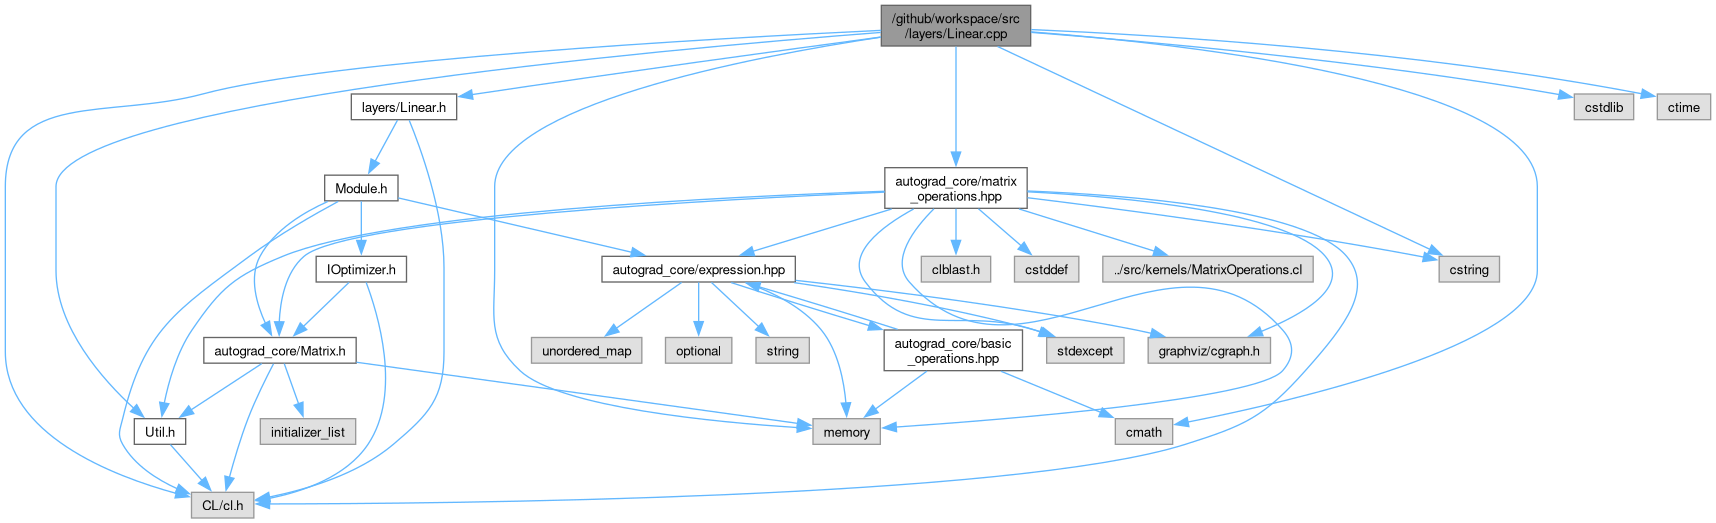 /github/workspace/src
/layers/Linear.cpp
layers/Linear.h
cstdlib
ctime
Module.h
autograd_core/matrix
_operations.hpp
IOptimizer.h
autograd_core/expression.hpp
clblast.h
cstddef
../src/kernels/MatrixOperations.cl
cstring
autograd_core/Matrix.h
unordered_map
optional
string
autograd_core/basic
_operations.hpp
stdexcept
graphviz/cgraph.h
Util.h
initializer_list
memory
cmath
CL/cl.h